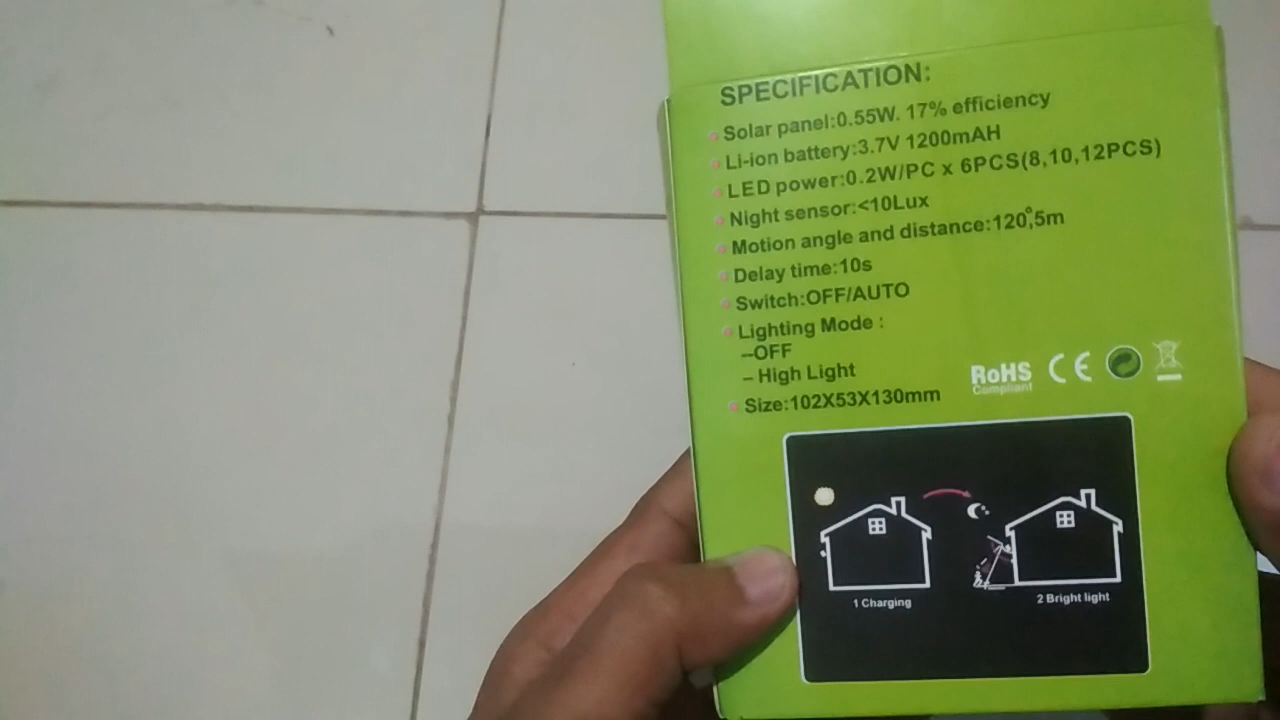 SPECIFICATION:
Solar panel:0.55W. 17% efficiency
Li-ion battery:3.7V 1200mAH
LED power:0.2W/PC x 6PCS(8,10,12PCS)
Night sensor:<10Lux
Motion angle and distance:120°,5m
Delay time:10s
Switch:OFF/AUTO
Lighting Mode :
–OFF
– High Light
Size:102X53X130mm
RoHS
Compliant
CE
1 Charging
2 Bright light